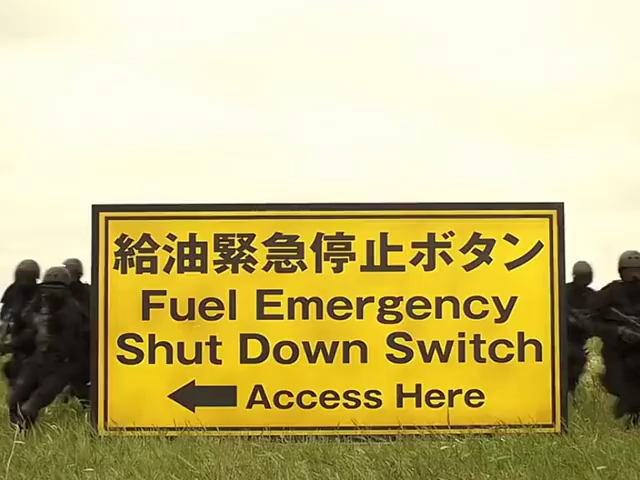 給油緊急停止ボタン
Fuel Emergency
Shut Down Switch
Access Here